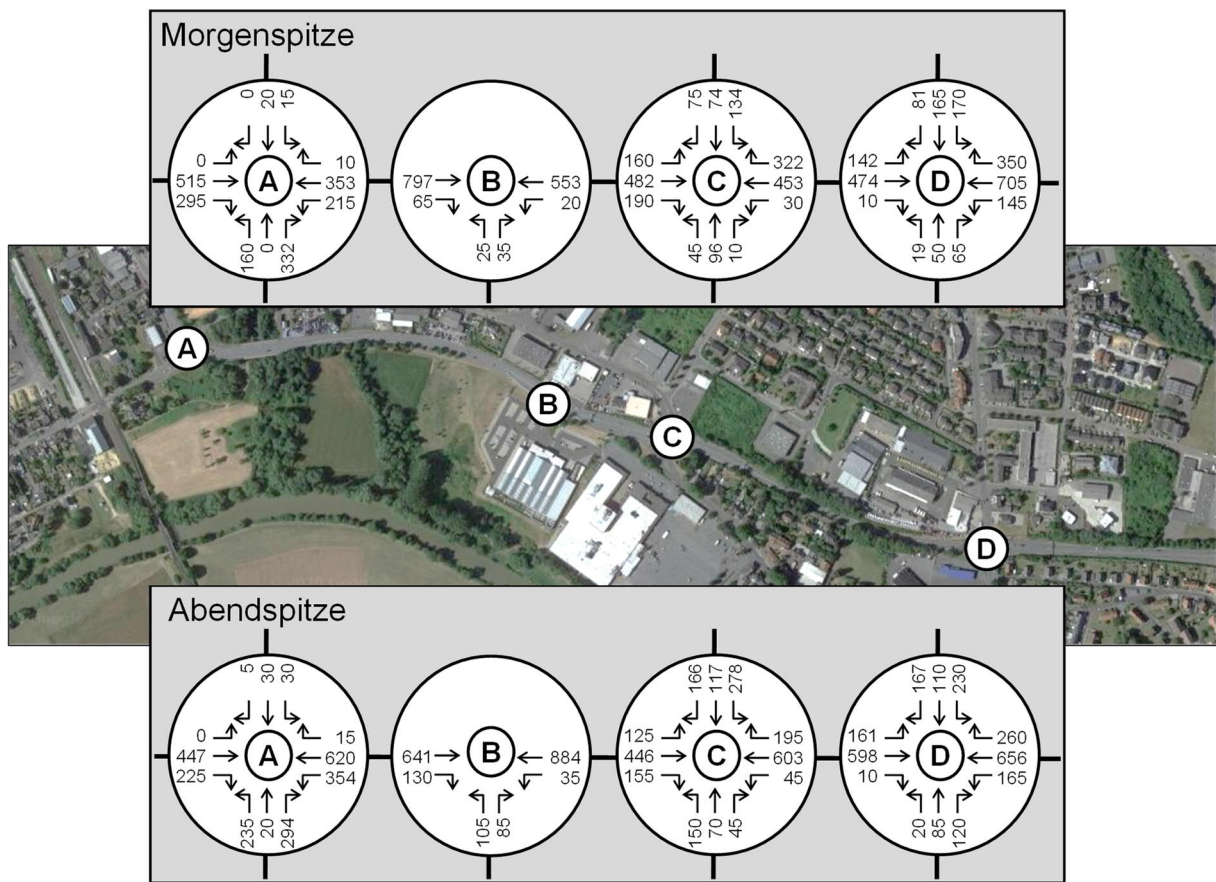 Morgenspitze
0 20 15
0 10
515 A 353
295 215
160 0 332
797 B 553
65 20
25 35
75 74 134
160 322
482 C 453
190 30
45 96 10
81 165 170
142 350
474 D 705
10 145
19 50 65
A
B
C
D
Abendspitze
5 30 30
0 15
447 A 620
225 354
235 20 294
B
641 884
130 35
105 85
166 117 278
125 195
446 C 603
155 45
150 70 45
167 110 230
161 260
598 D 656
10 165
20 85 120